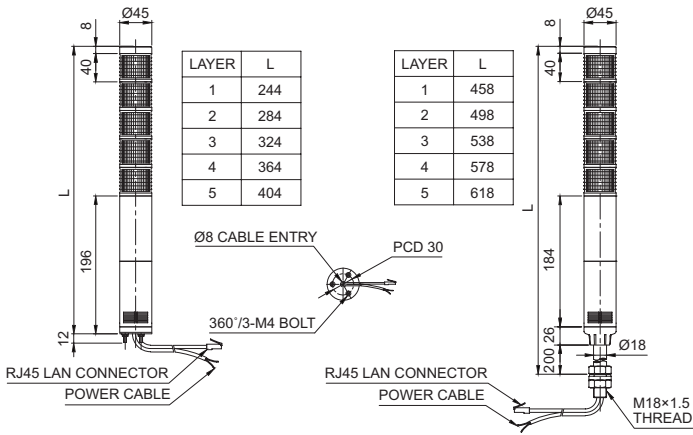 Ø45
8
40
L
196
12
LAYER L
1 244
2 284
3 324
4 364
5 404
RJ45 LAN CONNECTOR
POWER CABLE
Ø8 CABLE ENTRY
PCD 30
360°/3-M4 BOLT
LAYER L
1 458
2 498
3 538
4 578
5 618
Ø45
8
40
L
184
26
200
Ø18
RJ45 LAN CONNECTOR
POWER CABLE
M18×1.5
THREAD